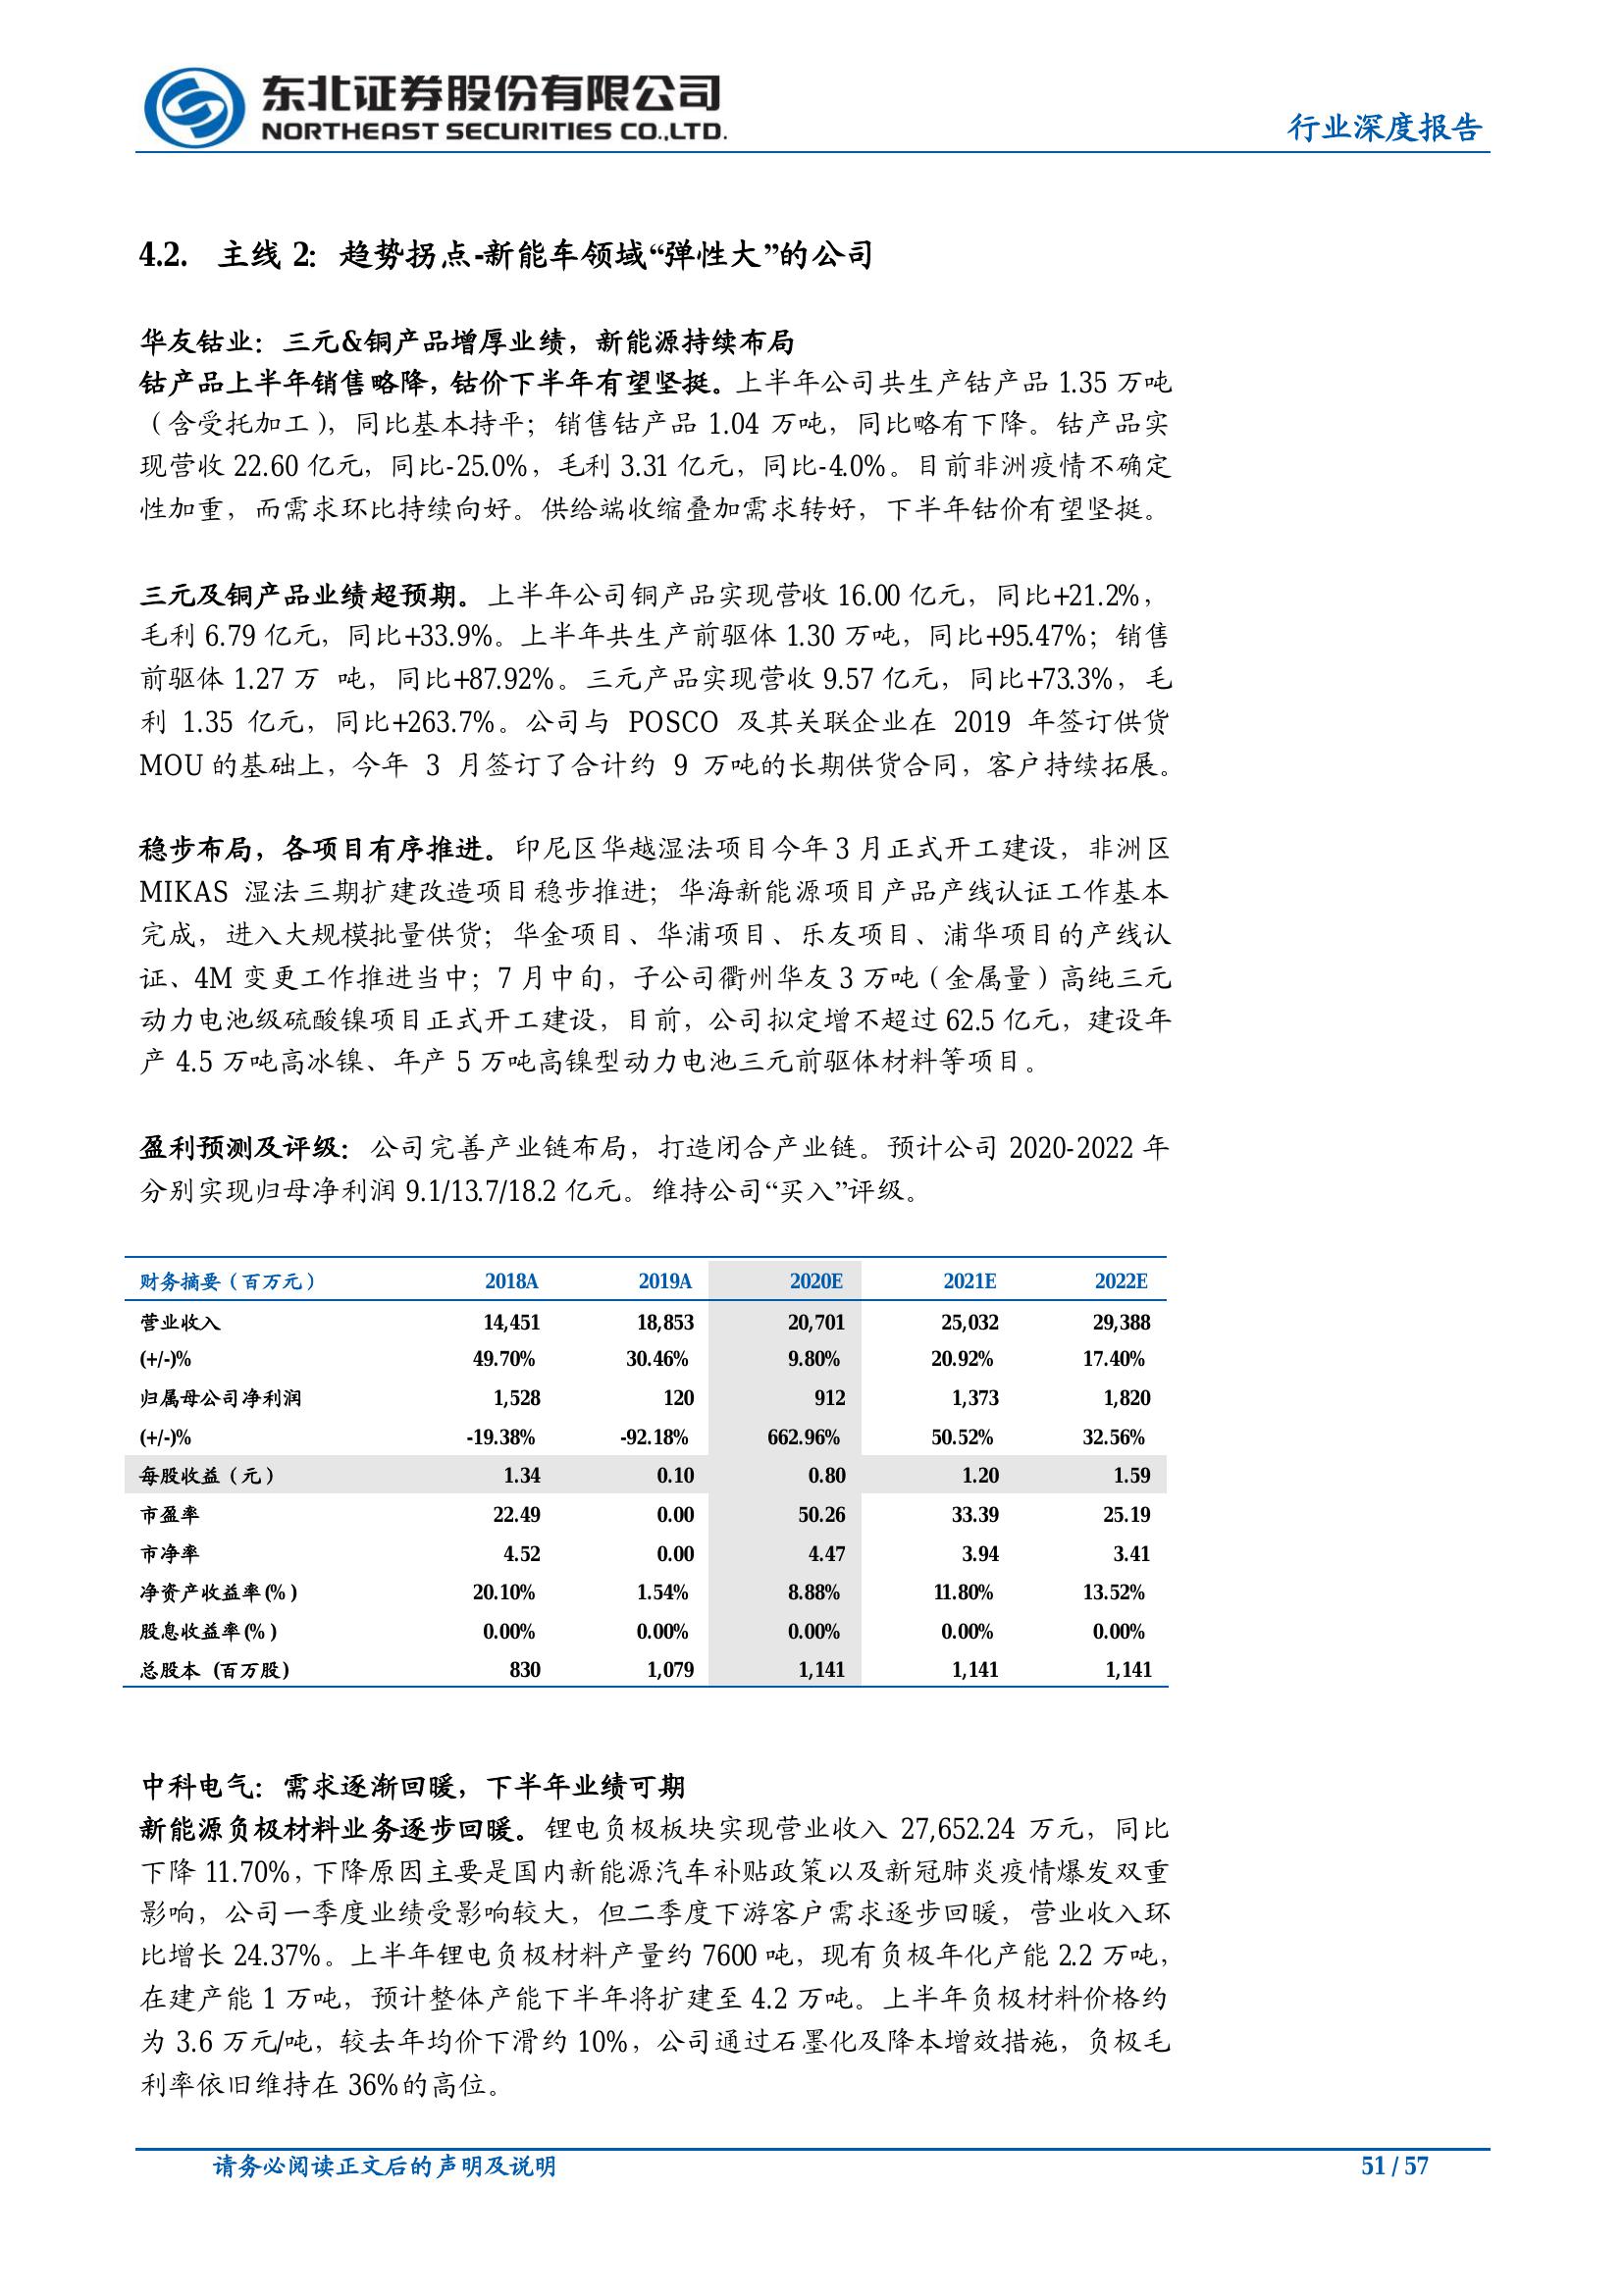 东北证券股份有限公司
NORTHEAST SECURITIES CO.,LTD.
行业深度报告
4.2. 主线 2：趋势拐点-新能车领域“弹性大”的公司
华友钴业：三元&铜产品增厚业绩，新能源持续布局
钴产品上半年销售略降，钴价下半年有望坚挺。上半年公司共生产钴产品 1.35 万吨
（含受托加工），同比基本持平；销售钴产品 1.04 万吨，同比略有下降。钴产品实
现营收 22.60 亿元，同比-25.0%，毛利 3.31 亿元，同比-4.0%。目前非洲疫情不确定
性加重，而需求环比持续向好。供给端收缩叠加需求转好，下半年钴价有望坚挺。
三元及铜产品业绩超预期。上半年公司铜产品实现营收 16.00 亿元，同比+21.2%，
毛利 6.79 亿元，同比+33.9%。上半年共生产前驱体 1.30 万吨，同比+95.47%；销售
前驱体 1.27 万 吨，同比+87.92%。三元产品实现营收 9.57 亿元，同比+73.3%，毛
利 1.35 亿元，同比+263.7%。公司与 POSCO 及其关联企业在 2019 年签订供货
MOU 的基础上，今年 3 月签订了合计约 9 万吨的长期供货合同，客户持续拓展。
稳步布局，各项目有序推进。印尼区华越湿法项目今年 3 月正式开工建设，非洲区
MIKAS 湿法三期扩建改造项目稳步推进；华海新能源项目产品产线认证工作基本
完成，进入大规模批量供货；华金项目、华浦项目、乐友项目、浦华项目的产线认
证、4M 变更工作推进当中；7 月中旬，子公司衢州华友 3 万吨（金属量）高纯三元
动力电池级硫酸镍项目正式开工建设，目前，公司拟定增不超过 62.5 亿元，建设年
产 4.5 万吨高冰镍、年产 5 万吨高镍型动力电池三元前驱体材料等项目。
盈利预测及评级：公司完善产业链布局，打造闭合产业链。预计公司 2020-2022 年
分别实现归母净利润 9.1/13.7/18.2 亿元。维持公司“买入”评级。
财务摘要（百万元） 2018A 2019A 2020E 2021E 2022E
营业收入 14,451 18,853 20,701 25,032 29,388
(+/-)% 49.70% 30.46% 9.80% 20.92% 17.40%
归属母公司净利润 1,528 120 912 1,373 1,820
(+/-)% -19.38% -92.18% 662.96% 50.52% 32.56%
每股收益（元） 1.34 0.10 0.80 1.20 1.59
市盈率 22.49 0.00 50.26 33.39 25.19
市净率 4.52 0.00 4.47 3.94 3.41
净资产收益率(%) 20.10% 1.54% 8.88% 11.80% 13.52%
股息收益率(%) 0.00% 0.00% 0.00% 0.00% 0.00%
总股本 (百万股) 830 1,079 1,141 1,141 1,141
中科电气：需求逐渐回暖，下半年业绩可期
新能源负极材料业务逐步回暖。锂电负极板块实现营业收入 27,652.24 万元，同比
下降 11.70%，下降原因主要是国内新能源汽车补贴政策以及新冠肺炎疫情爆发双重
影响，公司一季度业绩受影响较大，但二季度下游客户需求逐步回暖，营业收入环
比增长 24.37%。上半年锂电负极材料产量约 7600 吨，现有负极年化产能 2.2 万吨，
在建产能 1 万吨，预计整体产能下半年将扩建至 4.2 万吨。上半年负极材料价格约
为 3.6 万元/吨，较去年均价下滑约 10%，公司通过石墨化及降本增效措施，负极毛
利率依旧维持在 36%的高位。
请务必阅读正文后的声明及说明
51 / 57